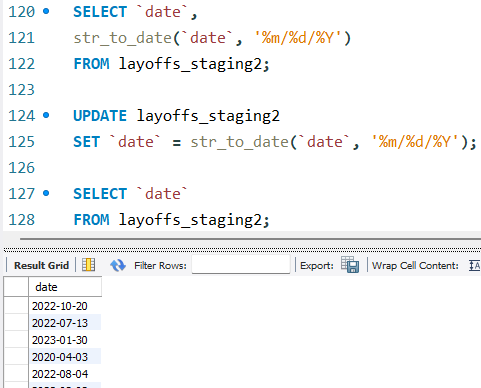 120 SELECT `date`,
121 str_to_date(`date`, '%m/%d/%Y')
122 FROM layoffs_staging2;
123
124 UPDATE layoffs_staging2
125 SET `date` = str_to_date(`date`, '%m/%d/%Y');
126
127 SELECT `date`
128 FROM layoffs_staging2;
Result Grid Filter Rows: Export: Wrap Cell Content:
date
2022-10-20
2022-07-13
2023-01-30
2020-04-03
2022-08-04